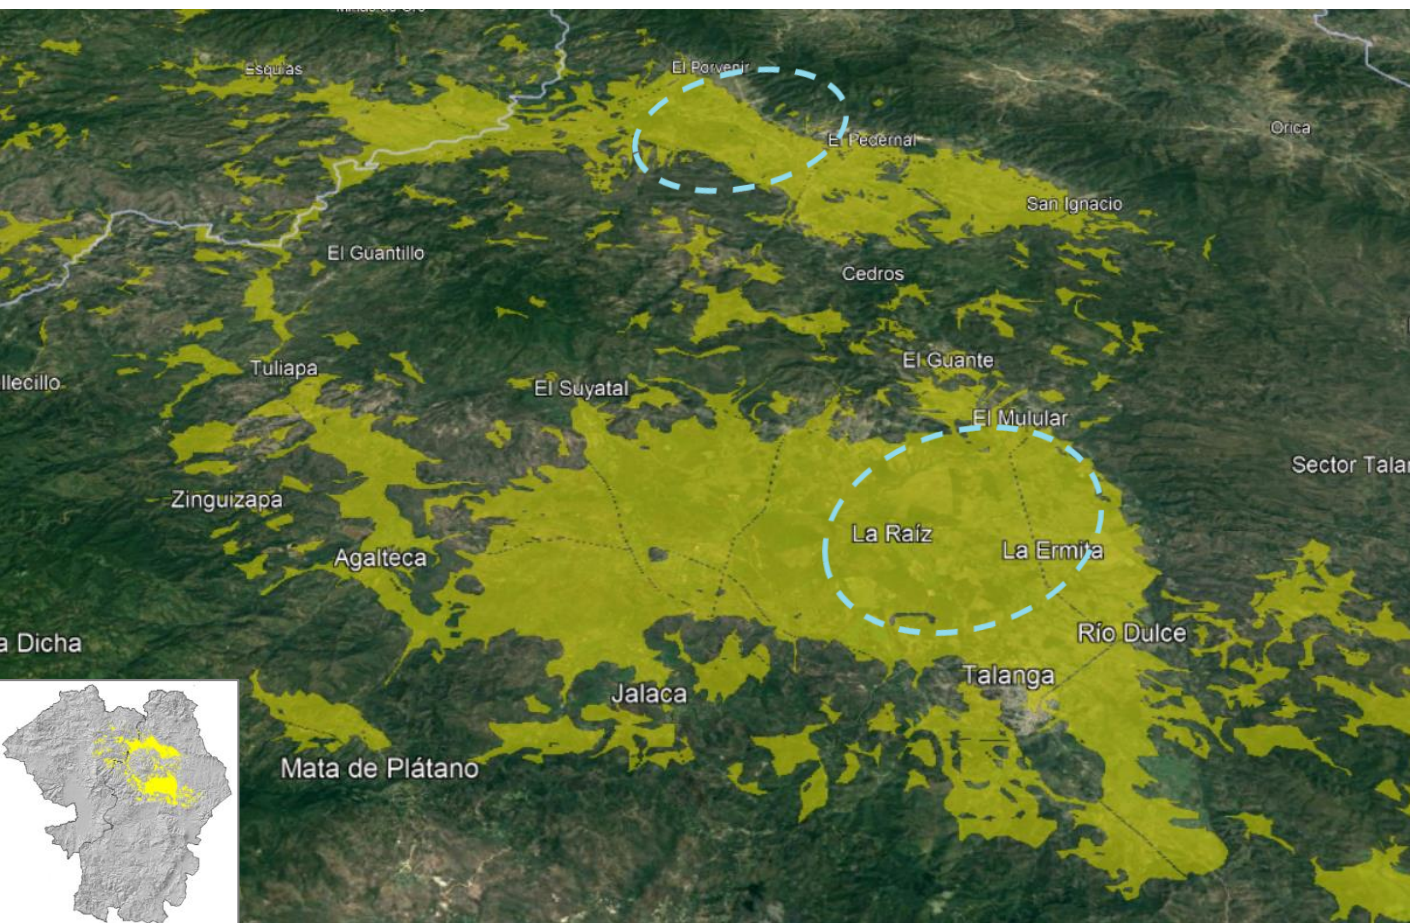 Esquías
El Porvenir
El Pedernal
Orica
San Ignacio
El Guantillo
Cedros
El Guante
Tuliapa
llecillo
El Suyatal
El Mulular
Sector Talan
Zinguizapa
La Raíz
La Ermita
Agalteca
Río Dulce
a Dicha
Talanga
Jalaca
Mata de Plátano